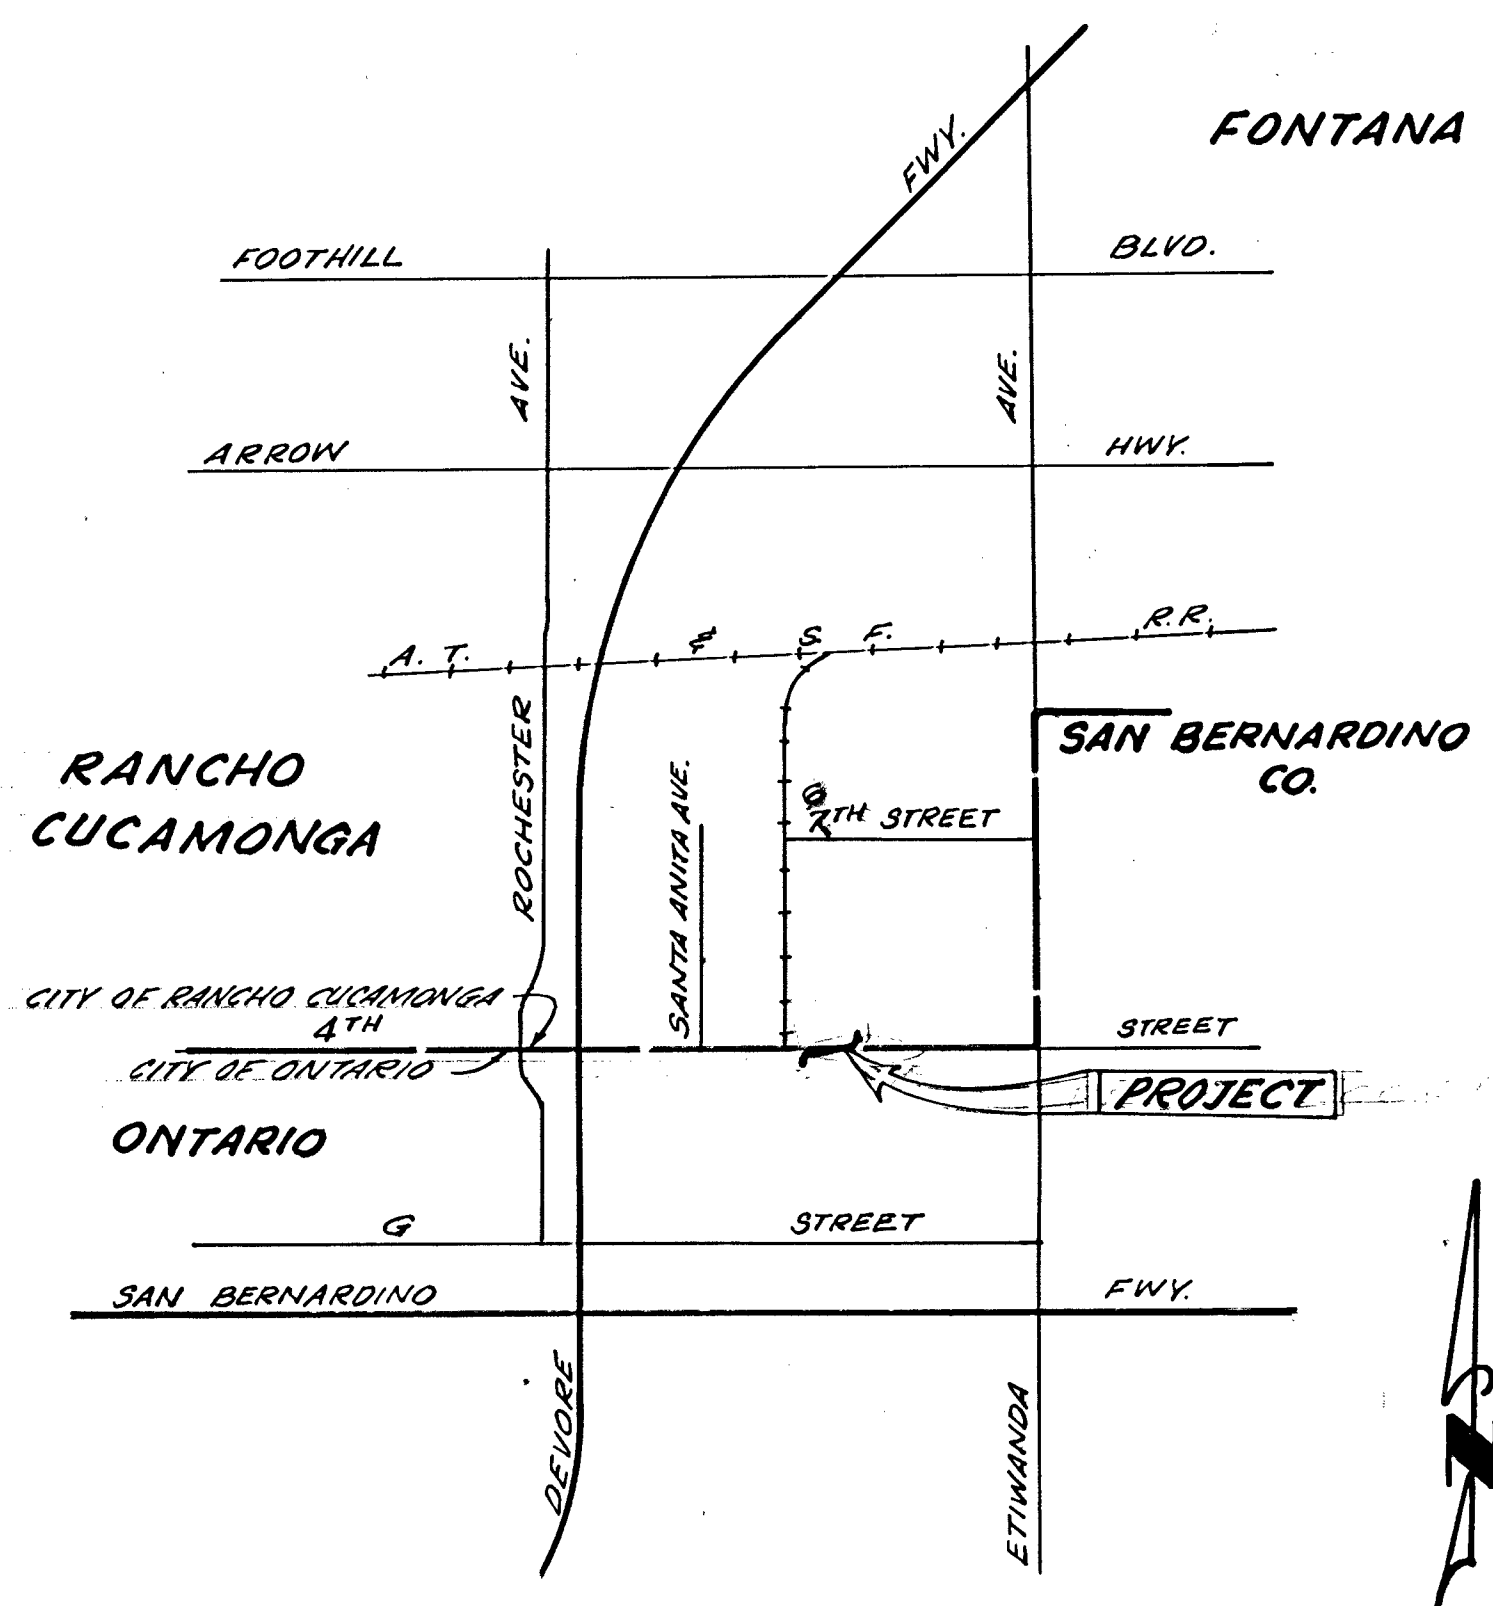 FONTANA
FWY.
FOOTHILL BLVD.
AVE. AVE.
ARROW HWY.
A. T. & S. F. R.R.
RANCHO
CUCAMONGA
ROCHESTER
SANTA ANITA AVE.
6
7TH STREET
SAN BERNARDINO
CO.
CITY OF RANCHO CUCAMONGA
4TH STREET
CITY OF ONTARIO
PROJECT
ONTARIO
G STREET
SAN BERNARDINO FWY.
DEVORE
ETIWANDA
N